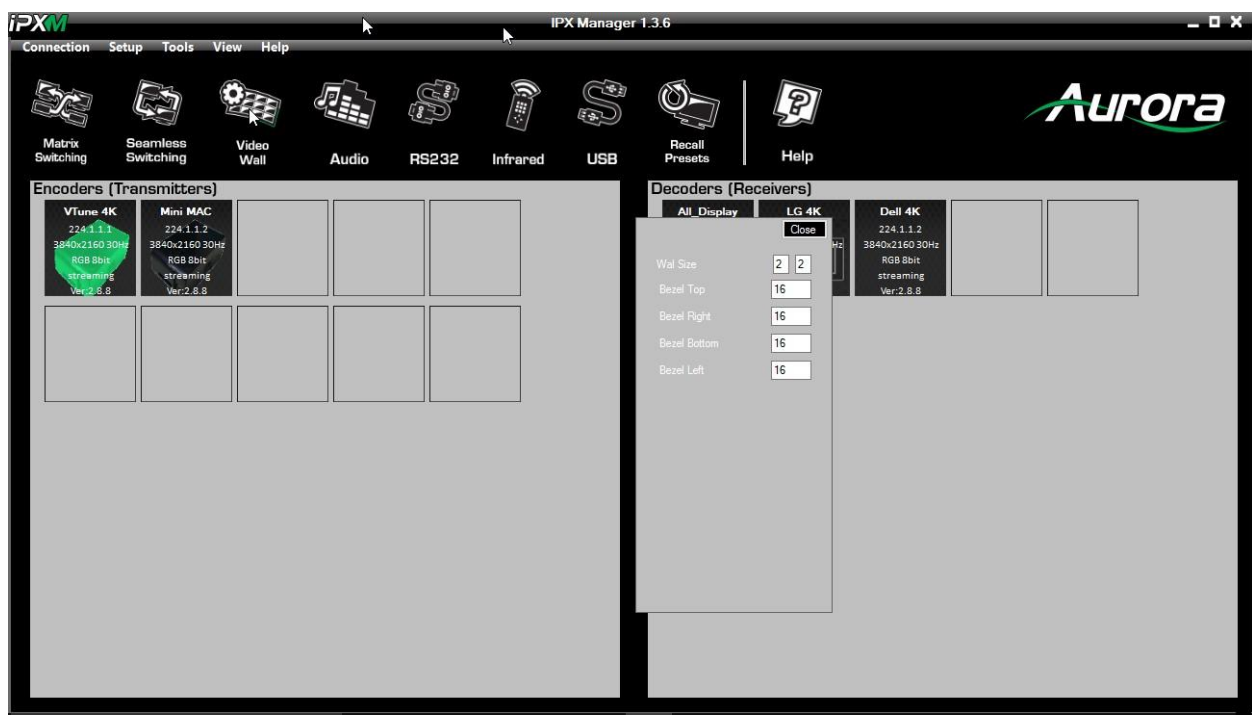 iPXM
IPX Manager 1.3.6
Connection Setup Tools View Help
Matrix
Switching
Seamless
Switching
Video
Wall
Audio
RS232
Infrared
USB
Recall
Presets
Help
Aurora
Encoders (Transmitters)
VTune 4K
224.1.1.1
3840x2160 30Hz
RGB 8bit
streaming
Ver:2.8.8
Mini MAC
224.1.1.2
3840x2160 30Hz
RGB 8bit
streaming
Ver:2.8.8
Decoders (Receivers)
All_Display
LG 4K
Hz
Dell 4K
224.1.1.2
3840x2160 30Hz
RGB 8bit
streaming
Ver:2.8.8
Close
Wal Size 2 2
Bezel Top 16
Bezel Right 16
Bezel Bottom 16
Bezel Left 16